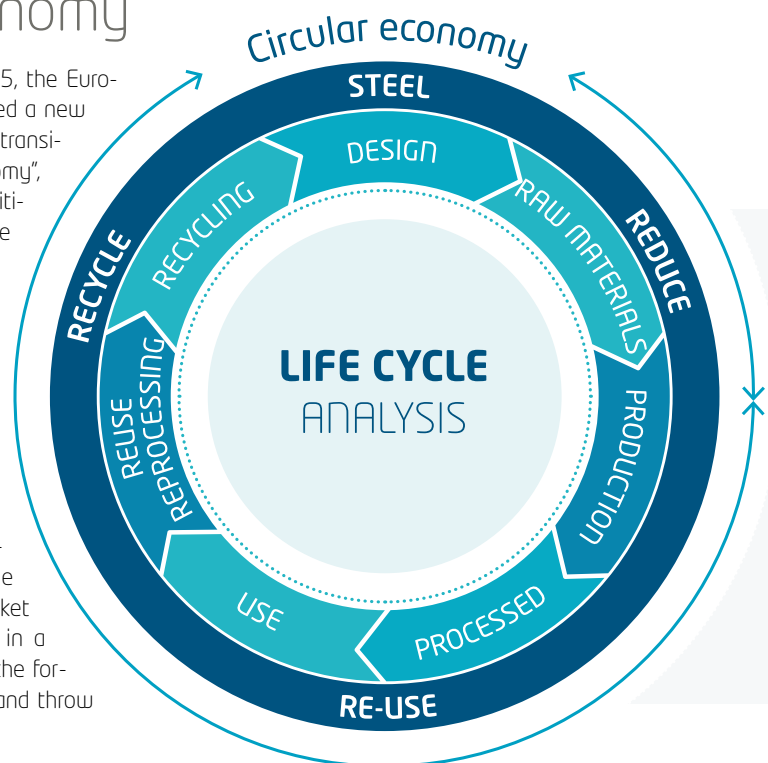 nomy
5, the Euro-
ed a new
transi-
omy”,
iti-
e
e
ket
in a
the for-
and throw
Circular economy
STEEL
REDUCE
RE-USE
RECYCLE
DESIGN
RAW MATERIALS
PRODUCTION
PROCESSED
USE
REUSE
REPROCESSING
RECYCLING
LIFE CYCLE
ANALYSIS